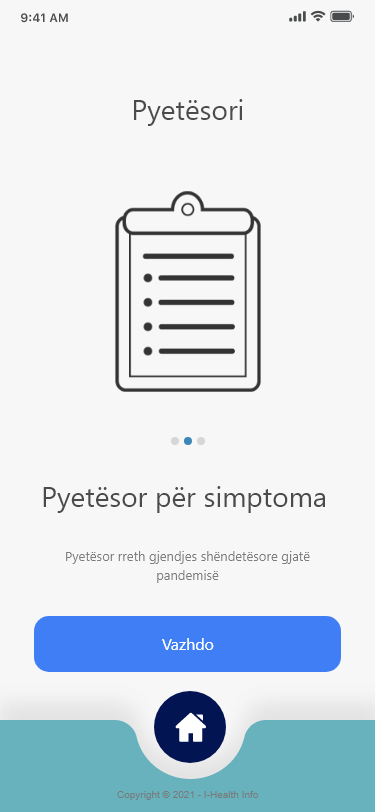 9:41 AM
Pyetësori
Pyetësor për simptoma
Pyetësor rreth gjendjes shëndetësore gjatë
pandemisë
Vazhdo
Copyright © 2021 - I-Health Info